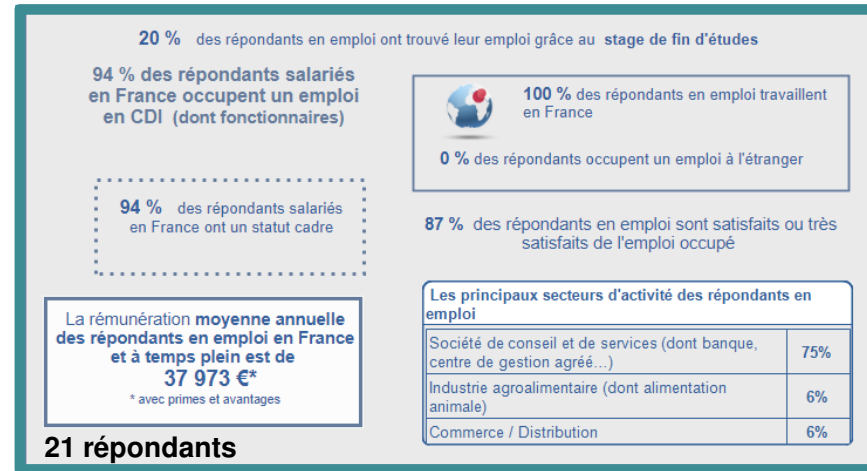 20 % des répondants en emploi ont trouvé leur emploi grâce au stage de fin d'études
94 % des répondants salariés
en France occupent un emploi
en CDI (dont fonctionnaires)
100 % des répondants en emploi travaillent
en France
0 % des répondants occupent un emploi à l'étranger
94 % des répondants salariés
en France ont un statut cadre
87 % des répondants en emploi sont satisfaits ou très
satisfaits de l'emploi occupé
La rémunération moyenne annuelle
des répondants en emploi en France
et à temps plein est de
37 973 €*
* avec primes et avantages
Les principaux secteurs d'activité des répondants en
emploi
Société de conseil et de services (dont banque,
centre de gestion agréé...) 75%
Industrie agroalimentaire (dont alimentation
animale) 6%
Commerce / Distribution 6%
21 répondants